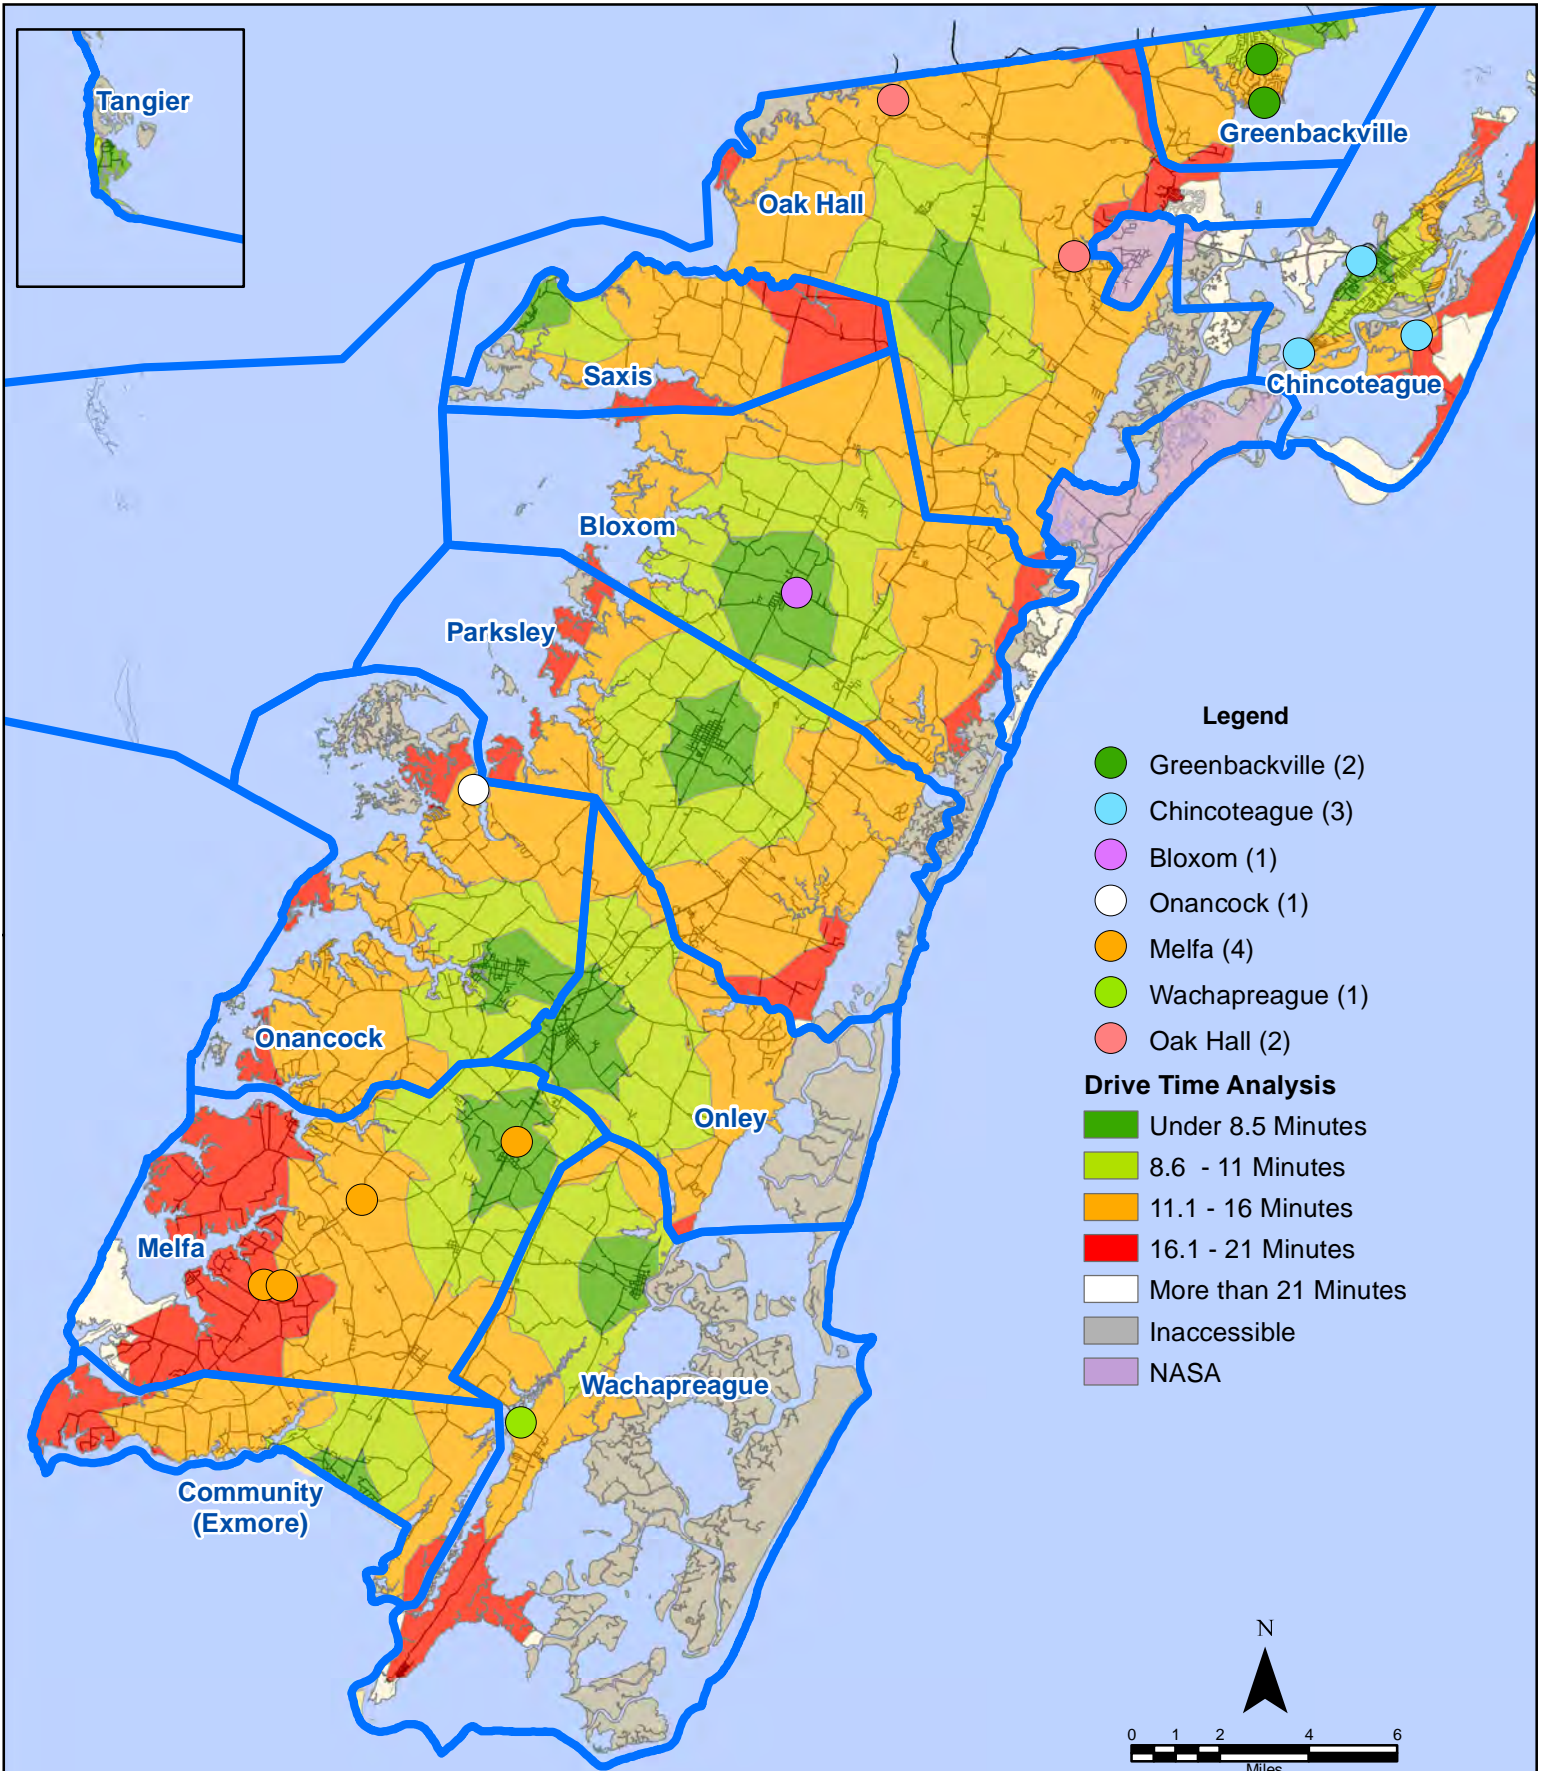 Tangier
Greenbackville
Oak Hall
Saxis
Chincoteague
Bloxom
Parksley
Onancock
Onley
Melfa
Wachapreague
Community
(Exmore)
Legend
Greenbackville (2)
Chincoteague (3)
Bloxom (1)
Onancock (1)
Melfa (4)
Wachapreague (1)
Oak Hall (2)
Drive Time Analysis
Under 8.5 Minutes
8.6 - 11 Minutes
11.1 - 16 Minutes
16.1 - 21 Minutes
More than 21 Minutes
Inaccessible
NASA
N
0 1 2 4 6
Miles